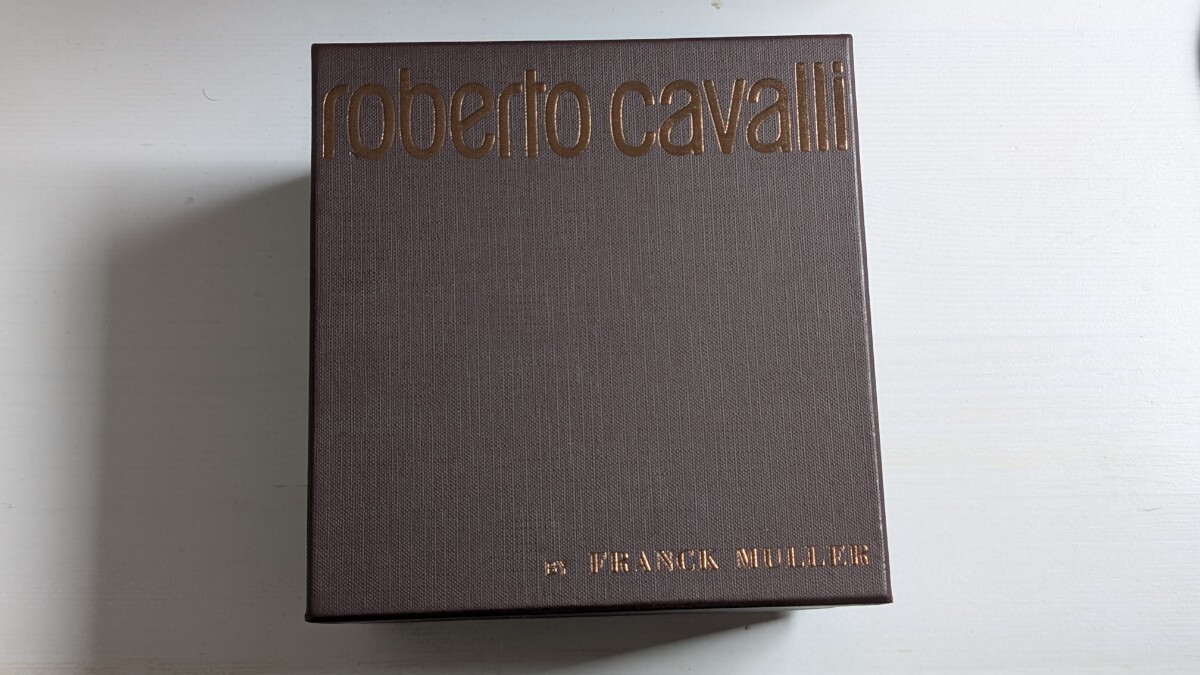 roberto cavalli
BY FRANCK MULLER